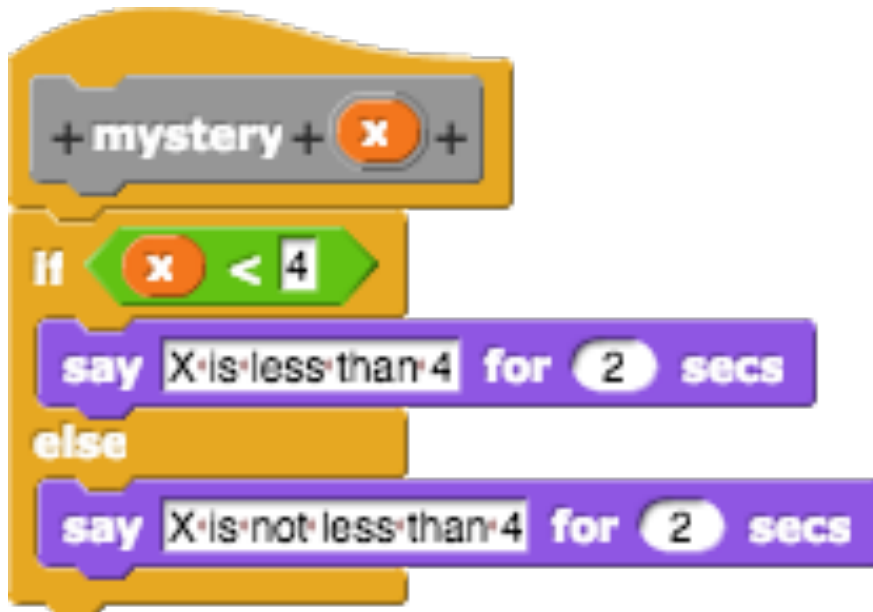 + mystery + x +
if x < 4
say X is less than 4 for 2 secs
else
say X is not less than 4 for 2 secs